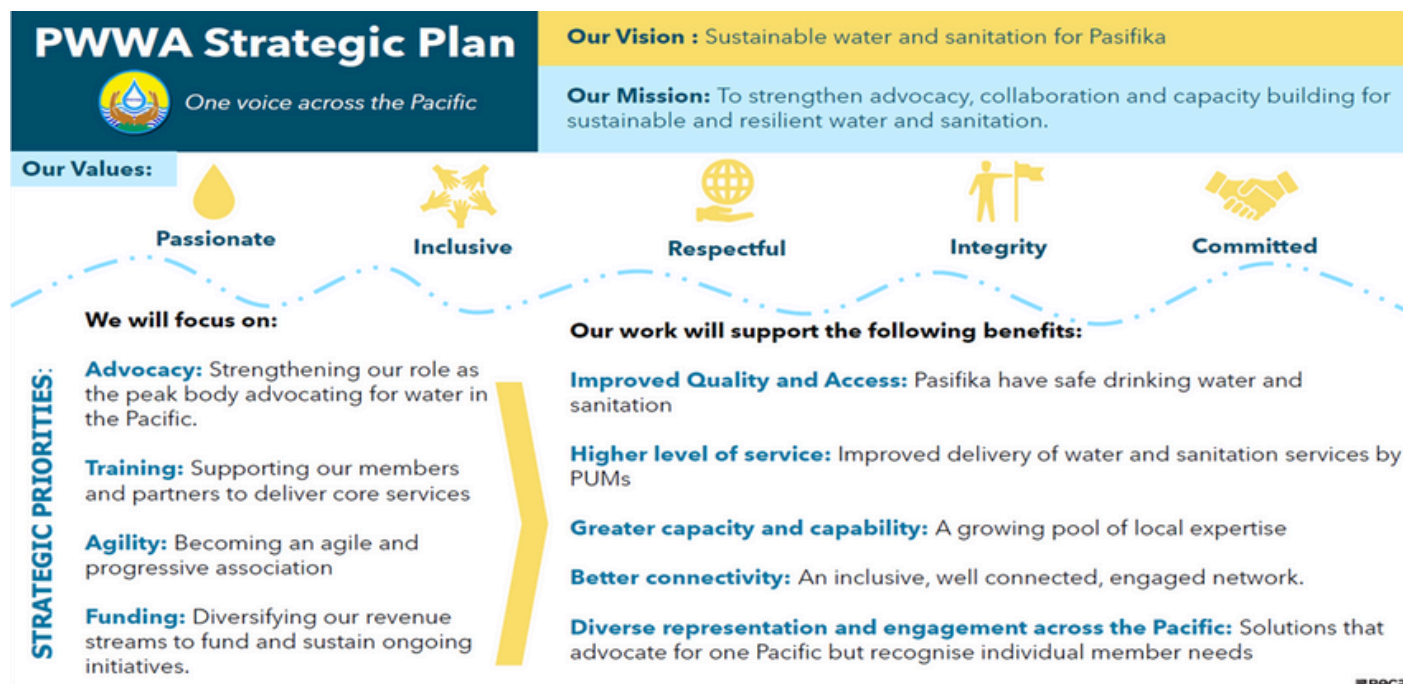 PWWA Strategic Plan
One voice across the Pacific
Our Vision : Sustainable water and sanitation for Pasifika
Our Mission: To strengthen advocacy, collaboration and capacity building for
sustainable and resilient water and sanitation.
Our Values:
Passionate
Inclusive
Respectful
Integrity
Committed
STRATEGIC PRIORITIES:
We will focus on:
Advocacy: Strengthening our role as
the peak body advocating for water in
the Pacific.
Training: Supporting our members
and partners to deliver core services
Agility: Becoming an agile and
progressive association
Funding: Diversifying our revenue
streams to fund and sustain ongoing
initiatives.
Our work will support the following benefits:
Improved Quality and Access: Pasifika have safe drinking water and
sanitation
Higher level of service: Improved delivery of water and sanitation services by
PUMs
Greater capacity and capability: A growing pool of local expertise
Better connectivity: An inclusive, well connected, engaged network.
Diverse representation and engagement across the Pacific: Solutions that
advocate for one Pacific but recognise individual member needs